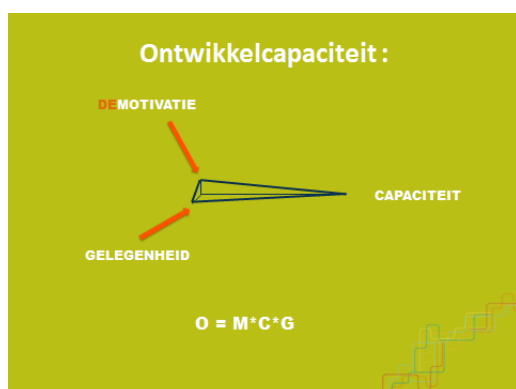 Ontwikkelcapaciteit :
DEMOTIVATIE
CAPACITEIT
GELEGENHEID
O = M*C*G